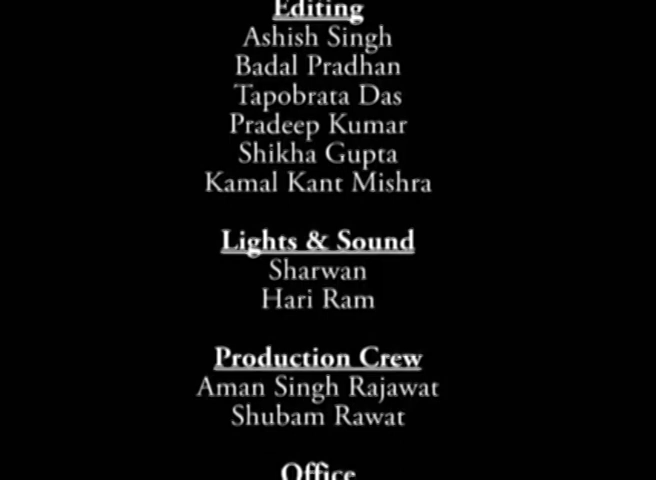 Editing
Ashish Singh
Badal Pradhan
Tapobrata Das
Pradeep Kumar
Shikha Gupta
Kamal Kant Mishra
Lights & Sound
Sharwan
Hari Ram
Production Crew
Aman Singh Rajawat
Shubam Rawat
Office